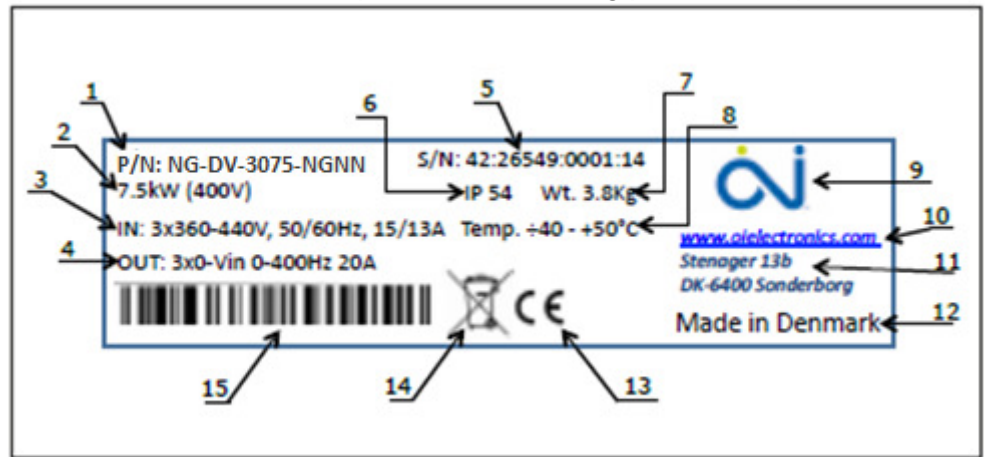 1
2
3
4
5
6
7
8
9
10
11
12
13
14
15
P/N: NG-DV-3075-NGNN
7.5kW (400V)
S/N: 42:26549:0001:14
IP 54 Wt. 3.8Kg
IN: 3x360-440V, 50/60Hz, 15/13A Temp. ÷40 - +50°C
OUT: 3x0-Vin 0-400Hz 20A
CE
OJ
www.ojelectronics.com
Stenager 13b
DK-6400 Sonderborg
Made in Denmark